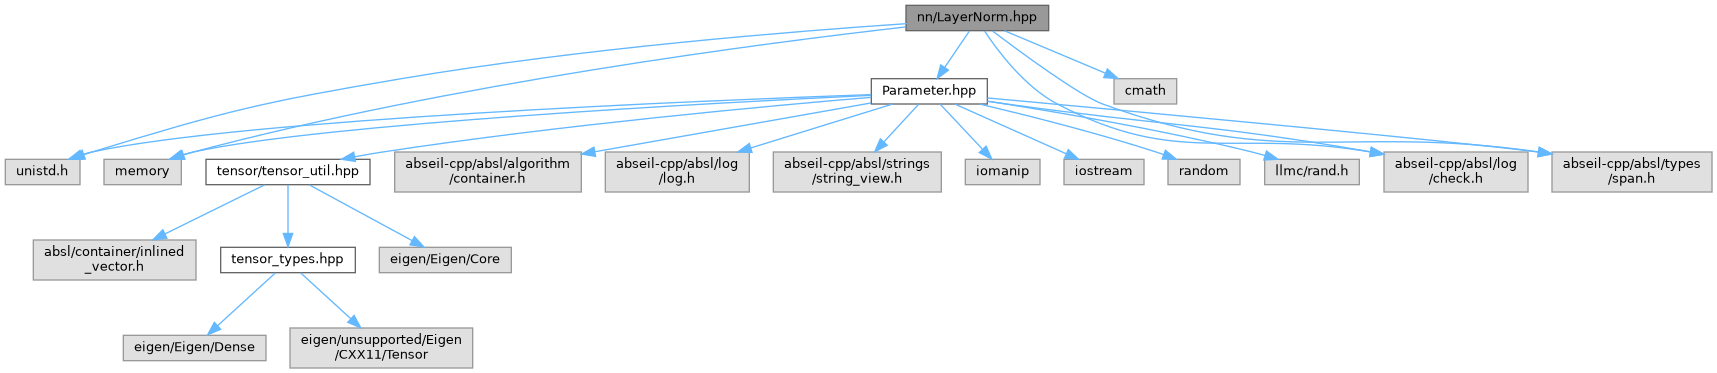 nn/LayerNorm.hpp
Parameter.hpp
cmath
unistd.h
memory
tensor/tensor_util.hpp
abseil-cpp/absl/algorithm
/container.h
abseil-cpp/absl/log
/log.h
abseil-cpp/absl/strings
/string_view.h
iomanip
iostream
random
llmc/rand.h
abseil-cpp/absl/log
/check.h
abseil-cpp/absl/types
/span.h
absl/container/inlined
_vector.h
tensor_types.hpp
eigen/Eigen/Core
eigen/Eigen/Dense
eigen/unsupported/Eigen
/CXX11/Tensor